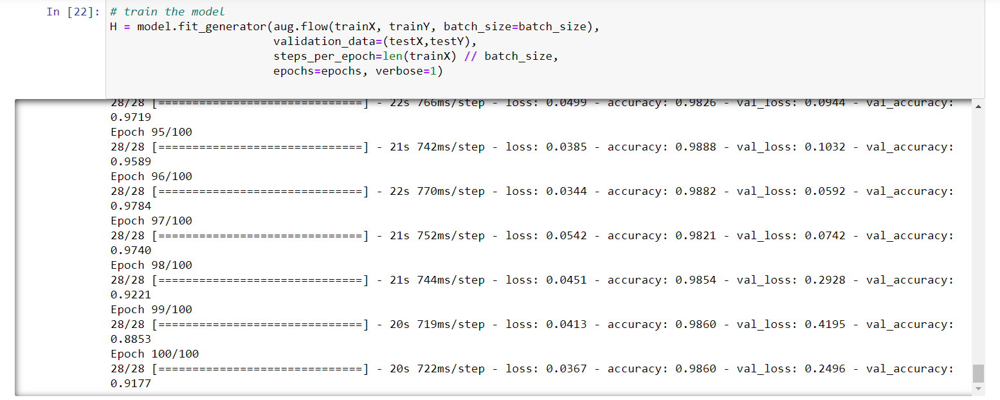 In [22]:
# train the model
H = model.fit_generator(aug.flow(trainX, trainY, batch_size=batch_size),
validation_data=(testX,testY),
steps_per_epoch=len(trainX) // batch_size,
epochs=epochs, verbose=1)
28/28 [==============================] - 22s 766ms/step - loss: 0.0499 - accuracy: 0.9826 - val_loss: 0.0944 - val_accuracy:
0.9719
Epoch 95/100
28/28 [==============================] - 21s 742ms/step - loss: 0.0385 - accuracy: 0.9888 - val_loss: 0.1032 - val_accuracy:
0.9589
Epoch 96/100
28/28 [==============================] - 22s 770ms/step - loss: 0.0344 - accuracy: 0.9882 - val_loss: 0.0592 - val_accuracy:
0.9784
Epoch 97/100
28/28 [==============================] - 21s 752ms/step - loss: 0.0542 - accuracy: 0.9821 - val_loss: 0.0742 - val_accuracy:
0.9740
Epoch 98/100
28/28 [==============================] - 21s 744ms/step - loss: 0.0451 - accuracy: 0.9854 - val_loss: 0.2928 - val_accuracy:
0.9221
Epoch 99/100
28/28 [==============================] - 20s 719ms/step - loss: 0.0413 - accuracy: 0.9860 - val_loss: 0.4195 - val_accuracy:
0.8853
Epoch 100/100
28/28 [==============================] - 20s 722ms/step - loss: 0.0367 - accuracy: 0.9860 - val_loss: 0.2496 - val_accuracy:
0.9177